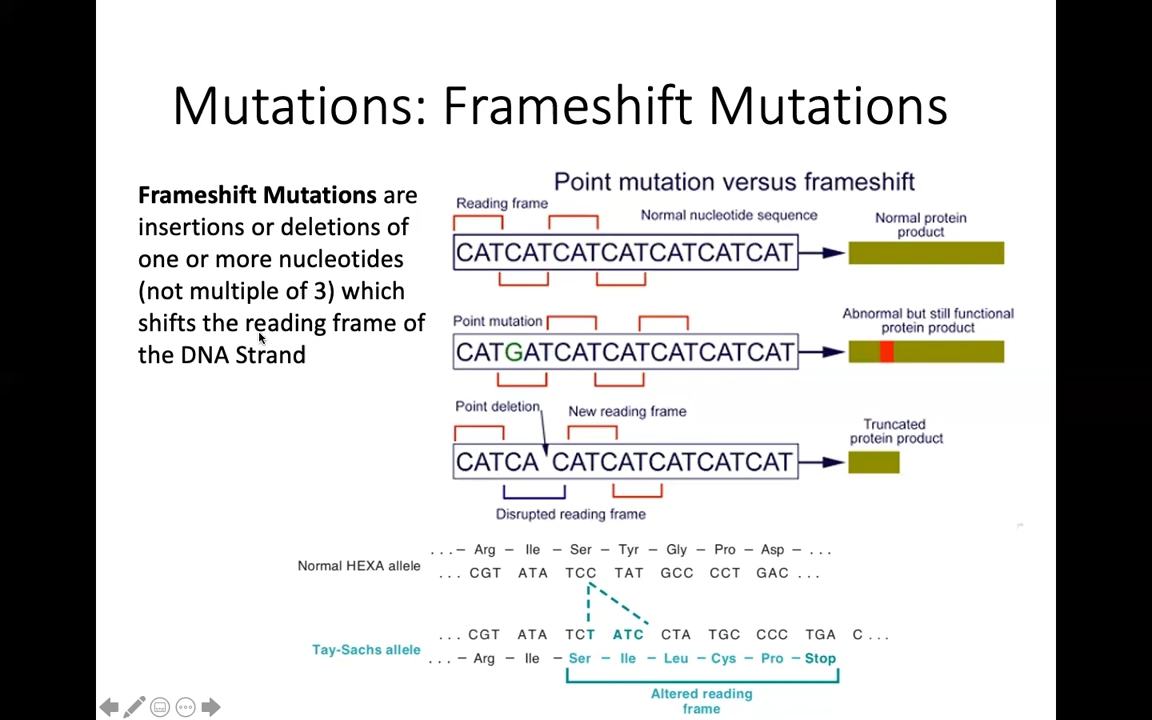 Mutations: Frameshift Mutations
Frameshift Mutations are
insertions or deletions of
one or more nucleotides
(not multiple of 3) which
shifts the reading frame of
the DNA Strand
Point mutation versus frameshift
Reading frame
Normal nucleotide sequence
Normal protein
product
CATCATCATCATCATCATCAT
Point mutation
Abnormal but still functional
protein product
CATGATCATCATCATCATCAT
Point deletion
New reading frame
Truncated
protein product
CATCA CATCATCATCATCAT
Disrupted reading frame
...– Arg – Ile – Ser – Tyr – Gly – Pro – Asp – ...
Normal HEXA allele
... CGT ATA TCC TAT GCC CCT GAC ...
... CGT ATA TCT ATC CTA TGC CCC TGA C...
Tay-Sachs allele
...– Arg – Ile – Ser – Ile – Leu – Cys – Pro – Stop
Altered reading
frame